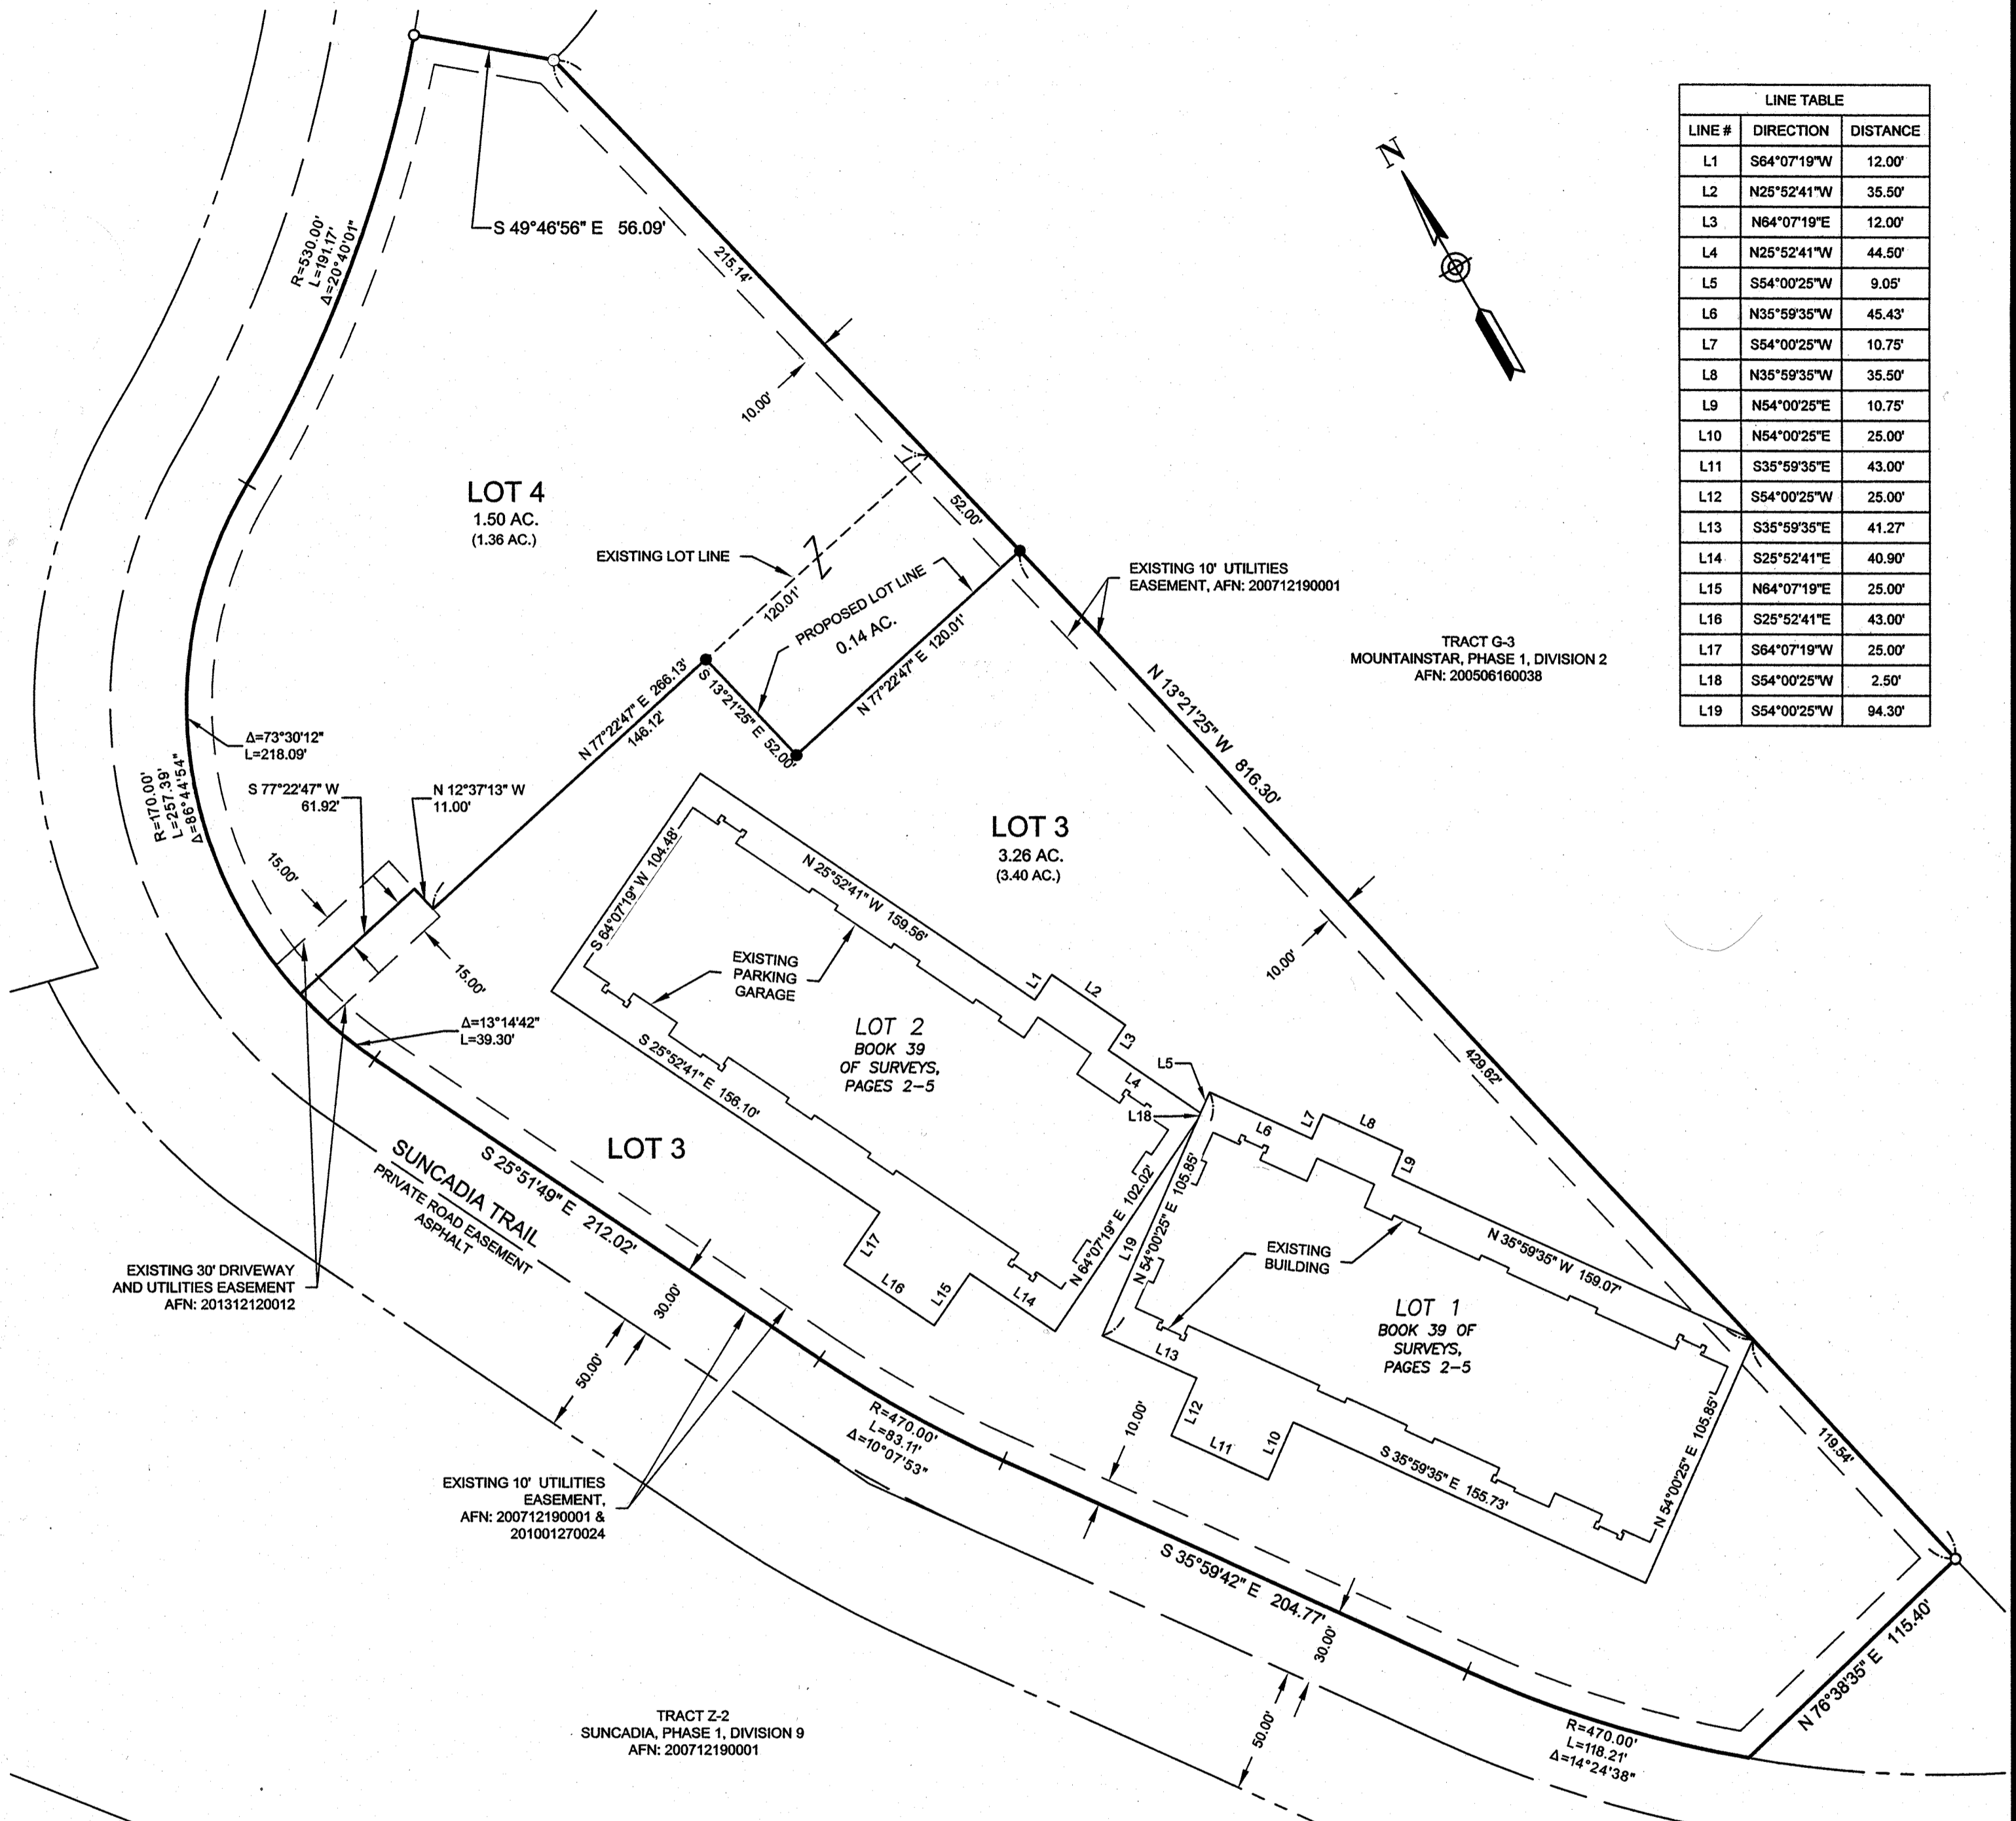 S 49°46'56" E 56.09'
R=530.00'
L=191.17'
Δ=20°40'01"
215.14'
10.00'
N
LINE TABLE
LINE # DIRECTION DISTANCE
L1 S64°07'19"W 12.00'
L2 N25°52'41"W 35.50'
L3 N64°07'19"E 12.00'
L4 N25°52'41"W 44.50'
L5 S54°00'25"W 9.05'
L6 N35°59'35"W 45.43'
L7 S54°00'25"W 10.75'
L8 N35°59'35"W 35.50'
L9 N54°00'25"E 10.75'
L10 N54°00'25"E 25.00'
L11 S35°59'35"E 43.00'
L12 S54°00'25"W 25.00'
L13 S35°59'35"E 41.27'
L14 S25°52'41"E 40.90'
L15 N64°07'19"E 25.00'
L16 S25°52'41"E 43.00'
L17 S64°07'19"W 25.00'
L18 S54°00'25"W 2.50'
L19 S54°00'25"W 94.30'
LOT 4
1.50 AC.
(1.36 AC.)
EXISTING LOT LINE
52.00'
120.01'
PROPOSED LOT LINE
0.14 AC.
N 77°22'47" E 120.01'
S 13°21'25" E 52.00'
N 77°22'47" E 266.13'
146.12'
EXISTING 10' UTILITIES
EASEMENT, AFN: 200712190001
TRACT G-3
MOUNTAINSTAR, PHASE 1, DIVISION 2
AFN: 200506160038
N 13°21'25" W 816.30'
Δ=73°30'12"
L=218.09'
R=170.00'
L=257.39'
Δ=86°44'54"
S 77°22'47" W
61.92'
N 12°37'13" W
11.00'
15.00'
15.00'
Δ=13°14'42"
L=39.30'
LOT 3
3.26 AC.
(3.40 AC.)
10.00'
429.62'
S 64°07'19" W 104.48'
N 25°52'41" W 159.56'
EXISTING
PARKING
GARAGE
LOT 2
BOOK 39
OF SURVEYS,
PAGES 2-5
S 25°52'41" E 156.10'
L1
L2
L3
L4
L5
L18
L6
L7
L8
L9
N 64°07'19" E 102.02'
L19
N 54°00'25" E 105.85'
L17
L16
L15
L14
L13
L12
L11
L10
EXISTING
BUILDING
N 35°59'35" W 159.07'
LOT 1
BOOK 39 OF
SURVEYS,
PAGES 2-5
S 35°59'35" E 155.73'
N 54°00'25" E 105.85'
119.54'
LOT 3
SUNCADIA TRAIL
PRIVATE ROAD EASEMENT
ASPHALT
S 25°51'49" E 212.02'
EXISTING 30' DRIVEWAY
AND UTILITIES EASEMENT
AFN: 201312120012
30.00'
50.00'
R=470.00'
L=83.11'
Δ=10°07'53"
10.00'
EXISTING 10' UTILITIES
EASEMENT,
AFN: 200712190001 &
201001270024
S 35°59'42" E 204.77'
30.00'
50.00'
TRACT Z-2
SUNCADIA, PHASE 1, DIVISION 9
AFN: 200712190001
R=470.00'
L=118.21'
Δ=14°24'38"
N 76°38'35" E 115.40'